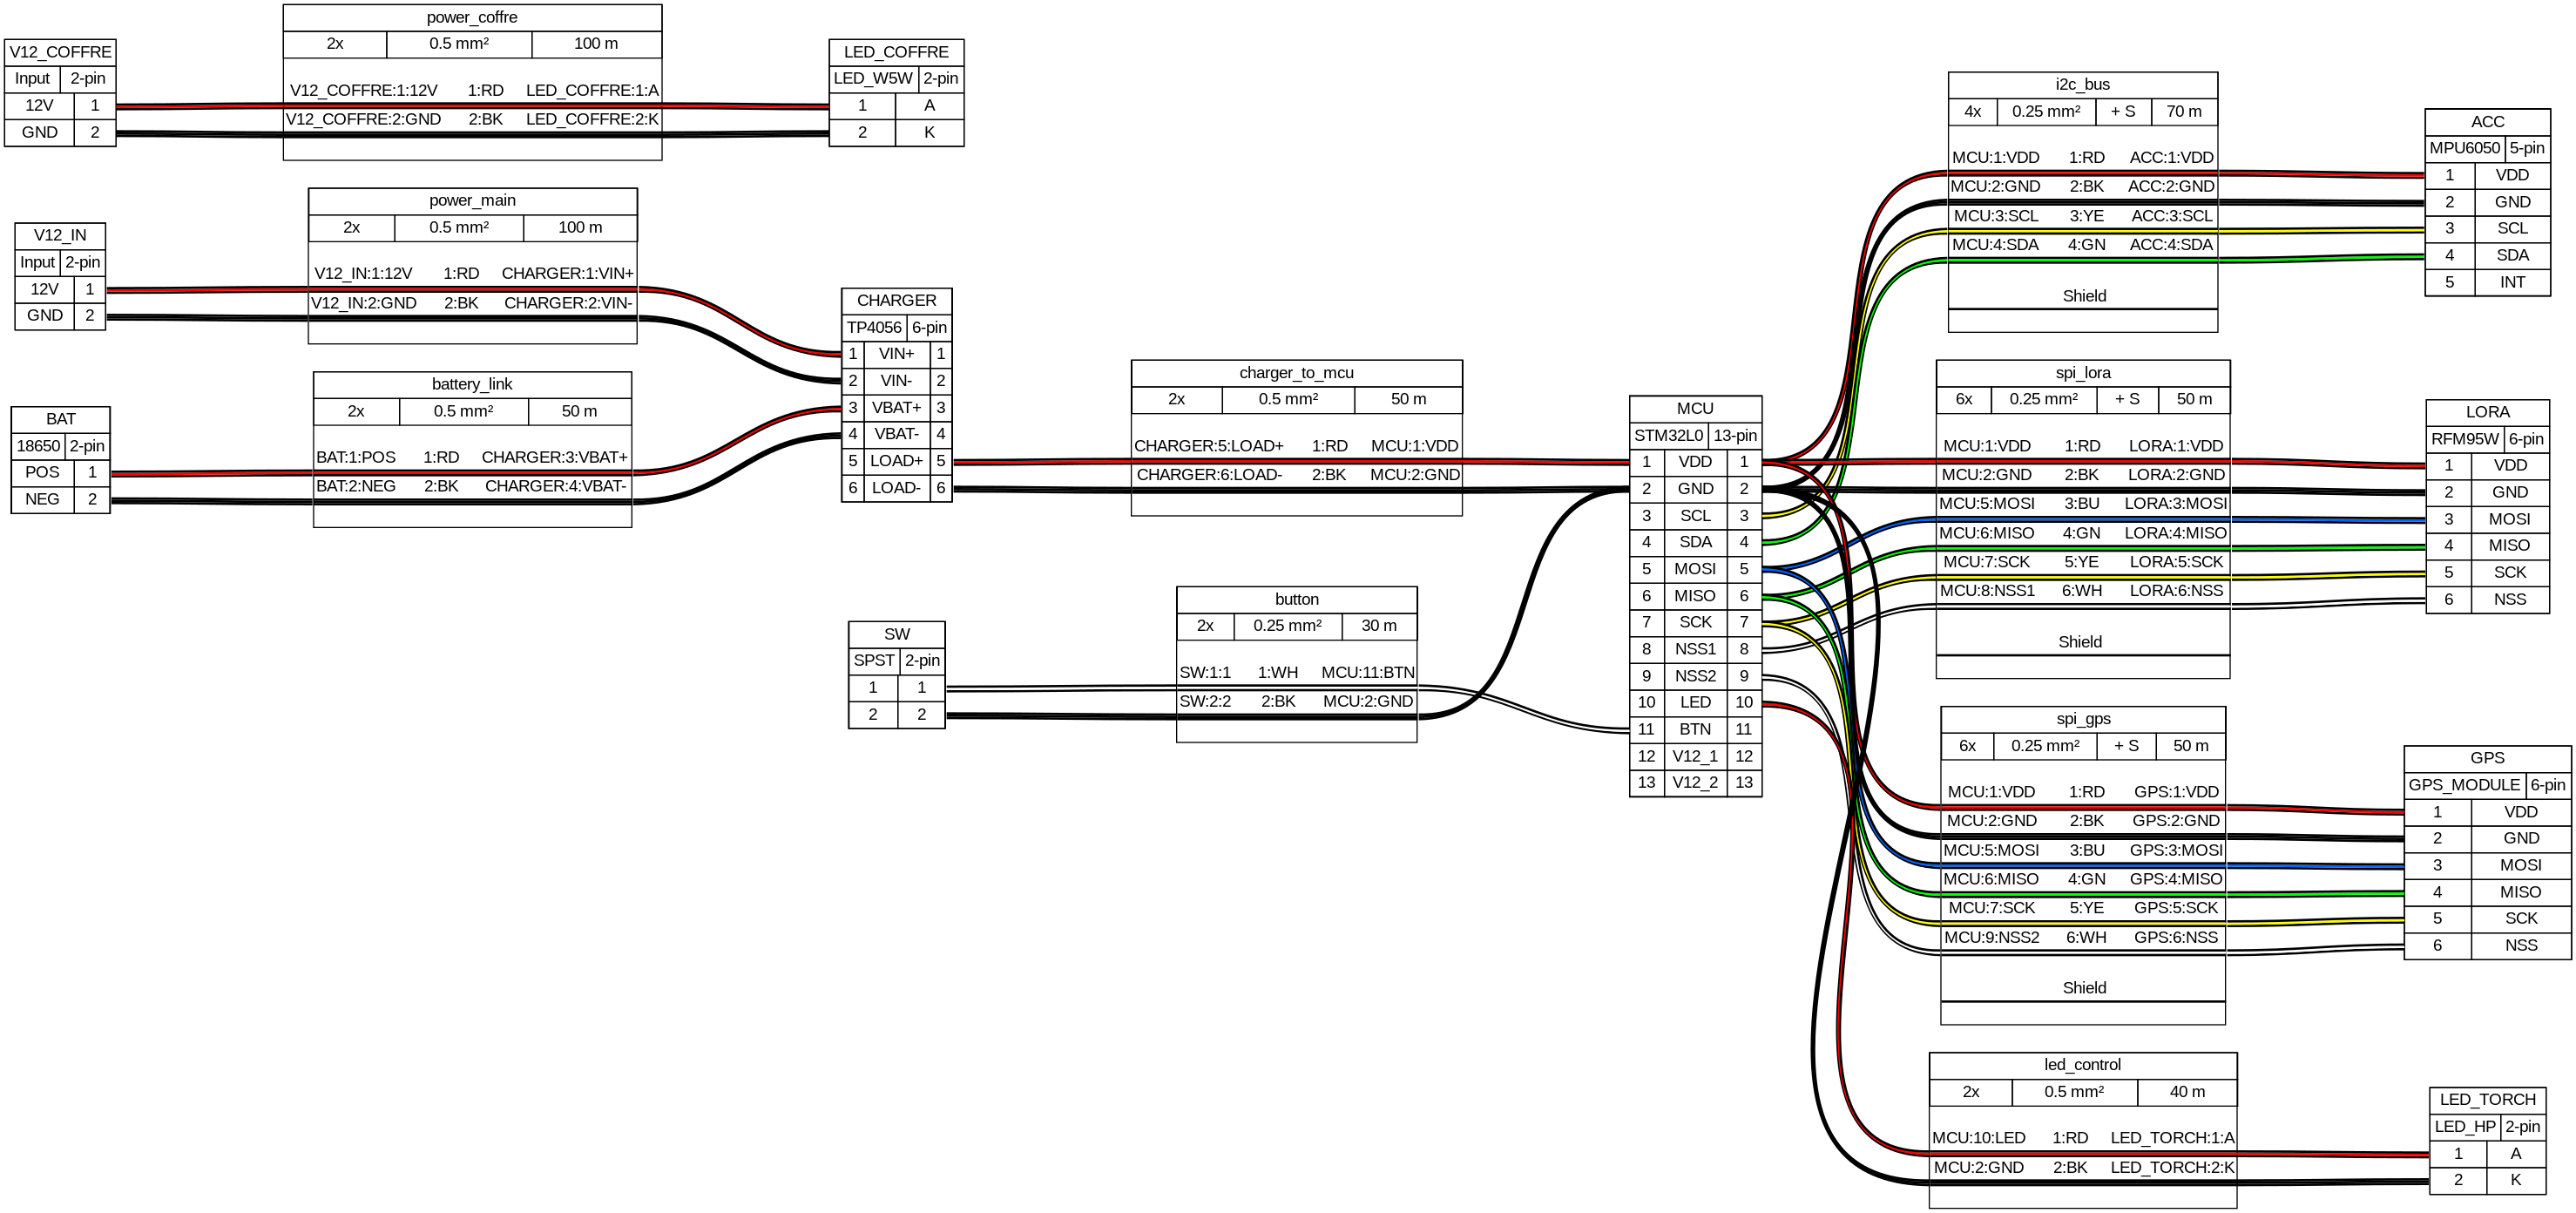 power_coffre
2x 0.5 mm² 100 m
V12_COFFRE:1:12V 1:RD LED_COFFRE:1:A
V12_COFFRE:2:GND 2:BK LED_COFFRE:2:K
V12_COFFRE
Input 2-pin
12V 1
GND 2
LED_COFFRE
LED_W5W 2-pin
1 A
2 K
power_main
2x 0.5 mm² 100 m
V12_IN:1:12V 1:RD CHARGER:1:VIN+
V12_IN:2:GND 2:BK CHARGER:2:VIN-
V12_IN
Input 2-pin
12V 1
GND 2
battery_link
2x 0.5 mm² 50 m
BAT:1:POS 1:RD CHARGER:3:VBAT+
BAT:2:NEG 2:BK CHARGER:4:VBAT-
BAT
18650 2-pin
POS 1
NEG 2
CHARGER
TP4056 6-pin
1 VIN+ 1
2 VIN- 2
3 VBAT+ 3
4 VBAT- 4
5 LOAD+ 5
6 LOAD- 6
charger_to_mcu
2x 0.5 mm² 50 m
CHARGER:5:LOAD+ 1:RD MCU:1:VDD
CHARGER:6:LOAD- 2:BK MCU:2:GND
SW
SPST 2-pin
1 1
2 2
button
2x 0.25 mm² 30 m
SW:1:1 1:WH MCU:11:BTN
SW:2:2 2:BK MCU:2:GND
MCU
STM32L0 13-pin
1 VDD 1
2 GND 2
3 SCL 3
4 SDA 4
5 MOSI 5
6 MISO 6
7 SCK 7
8 NSS1 8
9 NSS2 9
10 LED 10
11 BTN 11
12 V12_1 12
13 V12_2 13
i2c_bus
4x 0.25 mm² + S 70 m
MCU:1:VDD 1:RD ACC:1:VDD
MCU:2:GND 2:BK ACC:2:GND
MCU:3:SCL 3:YE ACC:3:SCL
MCU:4:SDA 4:GN ACC:4:SDA
Shield
ACC
MPU6050 5-pin
1 VDD
2 GND
3 SCL
4 SDA
5 INT
spi_lora
6x 0.25 mm² + S 50 m
MCU:1:VDD 1:RD LORA:1:VDD
MCU:2:GND 2:BK LORA:2:GND
MCU:5:MOSI 3:BU LORA:3:MOSI
MCU:6:MISO 4:GN LORA:4:MISO
MCU:7:SCK 5:YE LORA:5:SCK
MCU:8:NSS1 6:WH LORA:6:NSS
Shield
LORA
RFM95W 6-pin
1 VDD
2 GND
3 MOSI
4 MISO
5 SCK
6 NSS
spi_gps
6x 0.25 mm² + S 50 m
MCU:1:VDD 1:RD GPS:1:VDD
MCU:2:GND 2:BK GPS:2:GND
MCU:5:MOSI 3:BU GPS:3:MOSI
MCU:6:MISO 4:GN GPS:4:MISO
MCU:7:SCK 5:YE GPS:5:SCK
MCU:9:NSS2 6:WH GPS:6:NSS
Shield
GPS
GPS_MODULE 6-pin
1 VDD
2 GND
3 MOSI
4 MISO
5 SCK
6 NSS
led_control
2x 0.5 mm² 40 m
MCU:10:LED 1:RD LED_TORCH:1:A
MCU:2:GND 2:BK LED_TORCH:2:K
LED_TORCH
LED_HP 2-pin
1 A
2 K